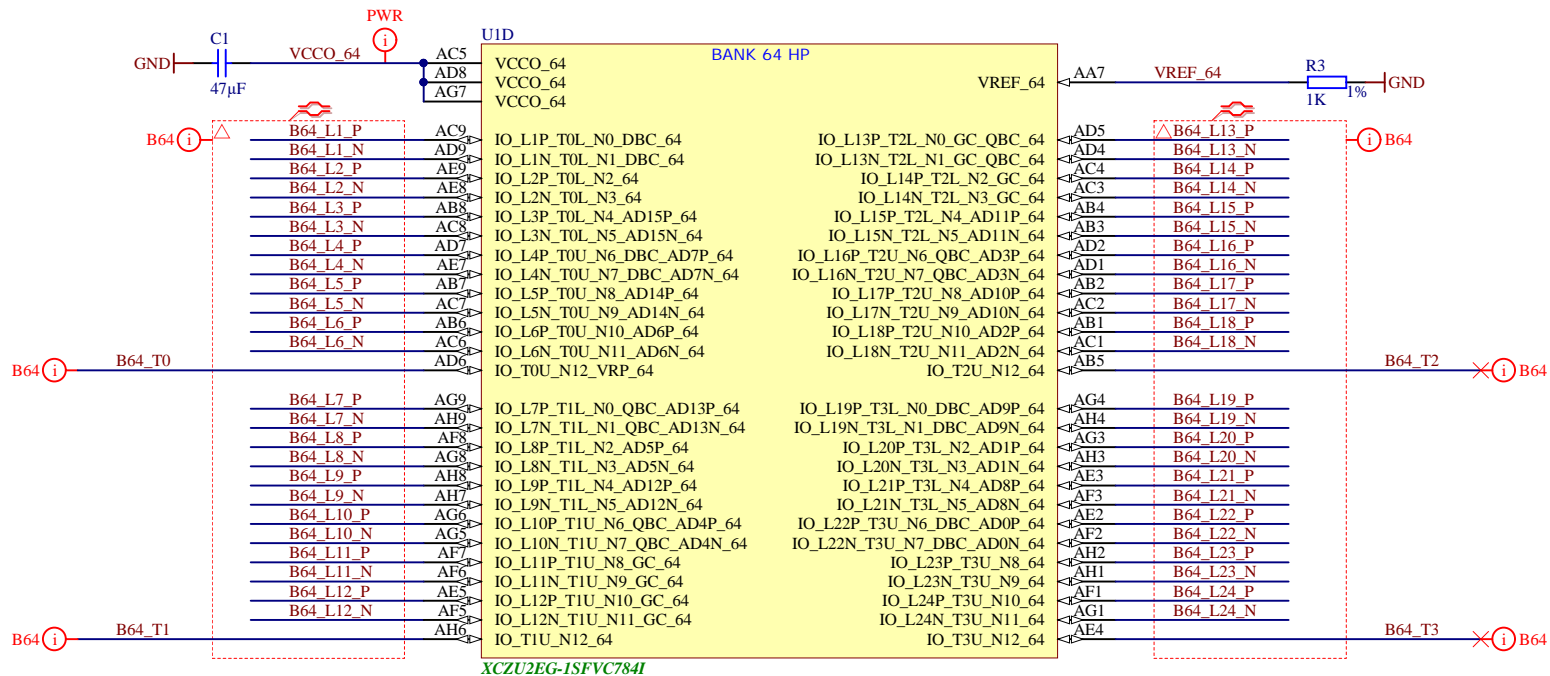 PWR
U1D
BANK 64 HP
C1
GND
VCCO_64
47µF
AC5 VCCO_64
AD8 VCCO_64
AG7 VCCO_64
VREF_64 AA7 VREF_64
R3
1K
1%
GND
B64 i
B64_L1_P AC9 IO_L1P_T0L_N0_DBC_64
B64_L1_N AD9 IO_L1N_T0L_N1_DBC_64
B64_L2_P AE9 IO_L2P_T0L_N2_64
B64_L2_N AE8 IO_L2N_T0L_N3_64
B64_L3_P AB8 IO_L3P_T0L_N4_AD15P_64
B64_L3_N AC8 IO_L3N_T0L_N5_AD15N_64
B64_L4_P AD7 IO_L4P_T0U_N6_DBC_AD7P_64
B64_L4_N AE7 IO_L4N_T0U_N7_DBC_AD7N_64
B64_L5_P AB7 IO_L5P_T0U_N8_AD14P_64
B64_L5_N AC7 IO_L5N_T0U_N9_AD14N_64
B64_L6_P AB6 IO_L6P_T0U_N10_AD6P_64
B64_L6_N AC6 IO_L6N_T0U_N11_AD6N_64
B64 i B64_T0 AD6 IO_T0U_N12_VRP_64
B64_L7_P AG9 IO_L7P_T1L_N0_QBC_AD13P_64
B64_L7_N AH9 IO_L7N_T1L_N1_QBC_AD13N_64
B64_L8_P AF8 IO_L8P_T1L_N2_AD5P_64
B64_L8_N AG8 IO_L8N_T1L_N3_AD5N_64
B64_L9_P AH8 IO_L9P_T1L_N4_AD12P_64
B64_L9_N AH7 IO_L9N_T1L_N5_AD12N_64
B64_L10_P AG6 IO_L10P_T1U_N6_QBC_AD4P_64
B64_L10_N AG5 IO_L10N_T1U_N7_QBC_AD4N_64
B64_L11_P AF7 IO_L11P_T1U_N8_GC_64
B64_L11_N AF6 IO_L11N_T1U_N9_GC_64
B64_L12_P AE5 IO_L12P_T1U_N10_GC_64
B64_L12_N AF5 IO_L12N_T1U_N11_GC_64
B64 i B64_T1 AH6 IO_T1U_N12_64
IO_L13P_T2L_N0_GC_QBC_64 AD5 B64_L13_P
i B64
IO_L13N_T2L_N1_GC_QBC_64 AD4 B64_L13_N
IO_L14P_T2L_N2_GC_64 AC4 B64_L14_P
IO_L14N_T2L_N3_GC_64 AC3 B64_L14_N
IO_L15P_T2L_N4_AD11P_64 AB4 B64_L15_P
IO_L15N_T2L_N5_AD11N_64 AB3 B64_L15_N
IO_L16P_T2U_N6_QBC_AD3P_64 AD2 B64_L16_P
IO_L16N_T2U_N7_QBC_AD3N_64 AD1 B64_L16_N
IO_L17P_T2U_N8_AD10P_64 AB2 B64_L17_P
IO_L17N_T2U_N9_AD10N_64 AC2 B64_L17_N
IO_L18P_T2U_N10_AD2P_64 AB1 B64_L18_P
IO_L18N_T2U_N11_AD2N_64 AC1 B64_L18_N
IO_T2U_N12_64 AB5 B64_T2 i B64
IO_L19P_T3L_N0_DBC_AD9P_64 AG4 B64_L19_P
IO_L19N_T3L_N1_DBC_AD9N_64 AH4 B64_L19_N
IO_L20P_T3L_N2_AD1P_64 AG3 B64_L20_P
IO_L20N_T3L_N3_AD1N_64 AH3 B64_L20_N
IO_L21P_T3L_N4_AD8P_64 AE3 B64_L21_P
IO_L21N_T3L_N5_AD8N_64 AF3 B64_L21_N
IO_L22P_T3U_N6_DBC_AD0P_64 AE2 B64_L22_P
IO_L22N_T3U_N7_DBC_AD0N_64 AF2 B64_L22_N
IO_L23P_T3U_N8_64 AH2 B64_L23_P
IO_L23N_T3U_N9_64 AH1 B64_L23_N
IO_L24P_T3U_N10_64 AF1 B64_L24_P
IO_L24N_T3U_N11_64 AG1 B64_L24_N
IO_T3U_N12_64 AE4 B64_T3 i B64
XCZU2EG-1SFVC784I